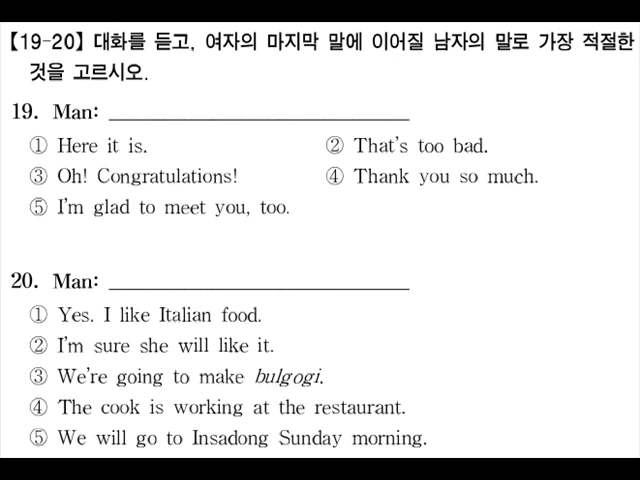 【19-20】 대화를 듣고, 여자의 마지막 말에 이어질 남자의 말로 가장 적절한
것을 고르시오.
19. Man: ______________________________
① Here it is. ② That's too bad.
③ Oh! Congratulations! ④ Thank you so much.
⑤ I'm glad to meet you, too.
20. Man: ______________________________
① Yes. I like Italian food.
② I'm sure she will like it.
③ We're going to make bulgogi.
④ The cook is working at the restaurant.
⑤ We will go to Insadong Sunday morning.